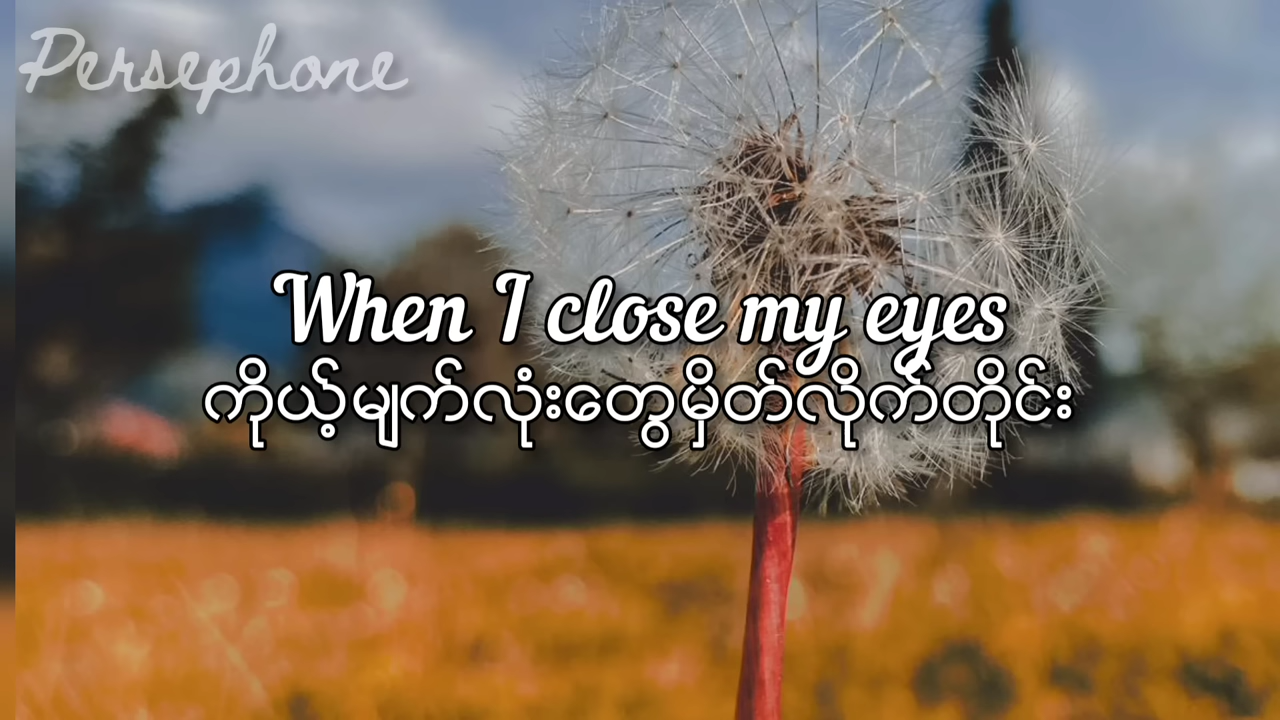 Persephone
When I close my eyes
ကိုယ့်မျက်လုံးတွေမှိတ်လိုက်တိုင်း